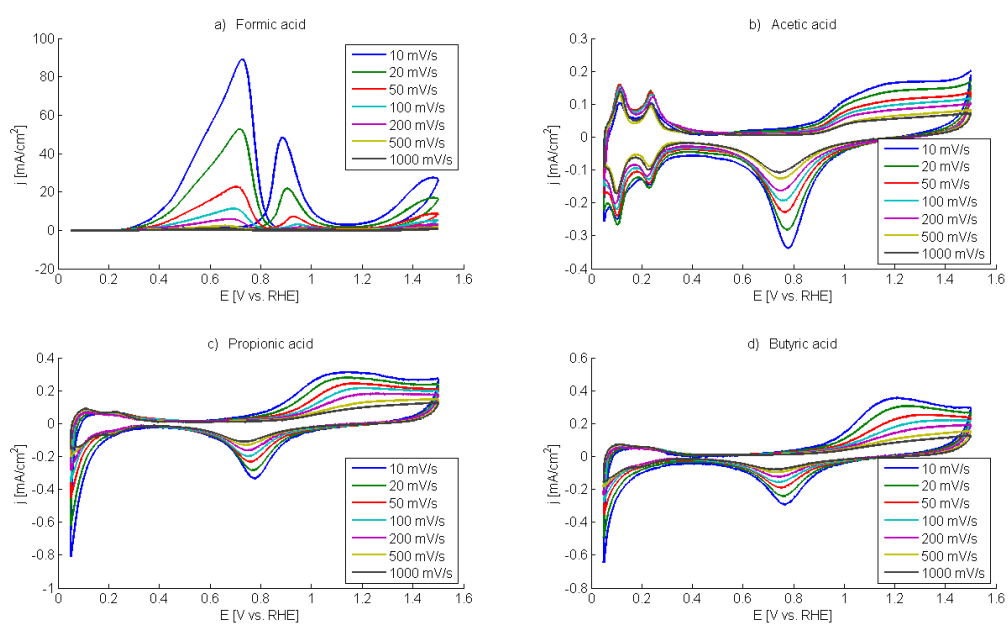 a) Formic acid
100
80
60
40
20
0
-20
j [mA/cm²]
0 0.2 0.4 0.6 0.8 1 1.2 1.4 1.6
E [V vs. RHE]
10 mV/s
20 mV/s
50 mV/s
100 mV/s
200 mV/s
500 mV/s
1000 mV/s
b) Acetic acid
0.3
0.2
0.1
0
-0.1
-0.2
-0.3
-0.4
j [mA/cm²]
0 0.2 0.4 0.6 0.8 1 1.2 1.4 1.6
E [V vs. RHE]
10 mV/s
20 mV/s
50 mV/s
100 mV/s
200 mV/s
500 mV/s
1000 mV/s
c) Propionic acid
0.4
0.2
0
-0.2
-0.4
-0.6
-0.8
-1
j [mA/cm²]
0 0.2 0.4 0.6 0.8 1 1.2 1.4 1.6
E [V vs. RHE]
10 mV/s
20 mV/s
50 mV/s
100 mV/s
200 mV/s
500 mV/s
1000 mV/s
d) Butyric acid
0.6
0.4
0.2
0
-0.2
-0.4
-0.6
-0.8
j [mA/cm²]
0 0.2 0.4 0.6 0.8 1 1.2 1.4 1.6
E [V vs. RHE]
10 mV/s
20 mV/s
50 mV/s
100 mV/s
200 mV/s
500 mV/s
1000 mV/s